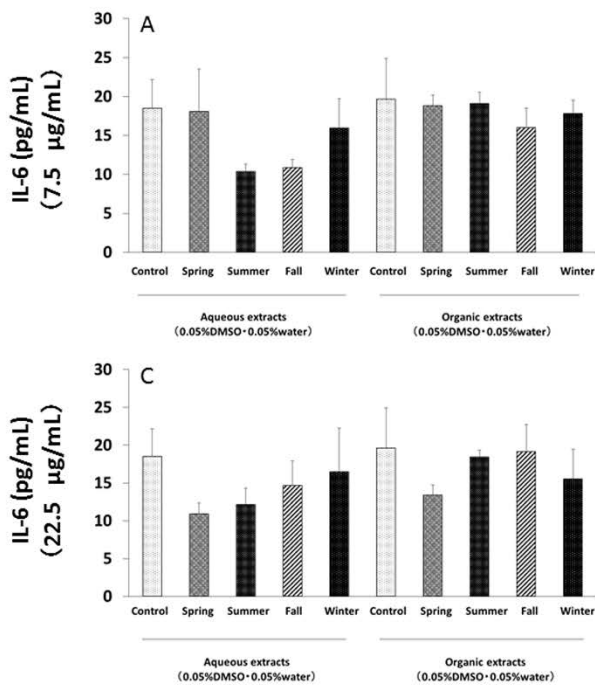 A
IL-6 (pg/mL)
(7.5 μg/mL)
30
25
20
15
10
5
0
Control Spring Summer Fall Winter Control Spring Summer Fall Winter
Aqueous extracts Organic extracts
(0.05%DMSO・0.05%water) (0.05%DMSO・0.05%water)
C
IL-6 (pg/mL)
(22.5 μg/mL)
30
25
20
15
10
5
0
Control Spring Summer Fall Winter Control Spring Summer Fall Winter
Aqueous extracts Organic extracts
(0.05%DMSO・0.05%water) (0.05%DMSO・0.05%water)